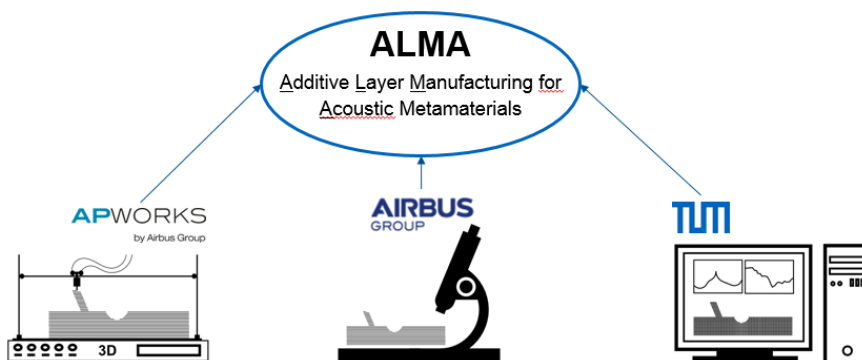 ALMA
Additive Layer Manufacturing for
Acoustic Metamaterials
APWORKS
by Airbus Group
AIRBUS
GROUP
TUM
3D